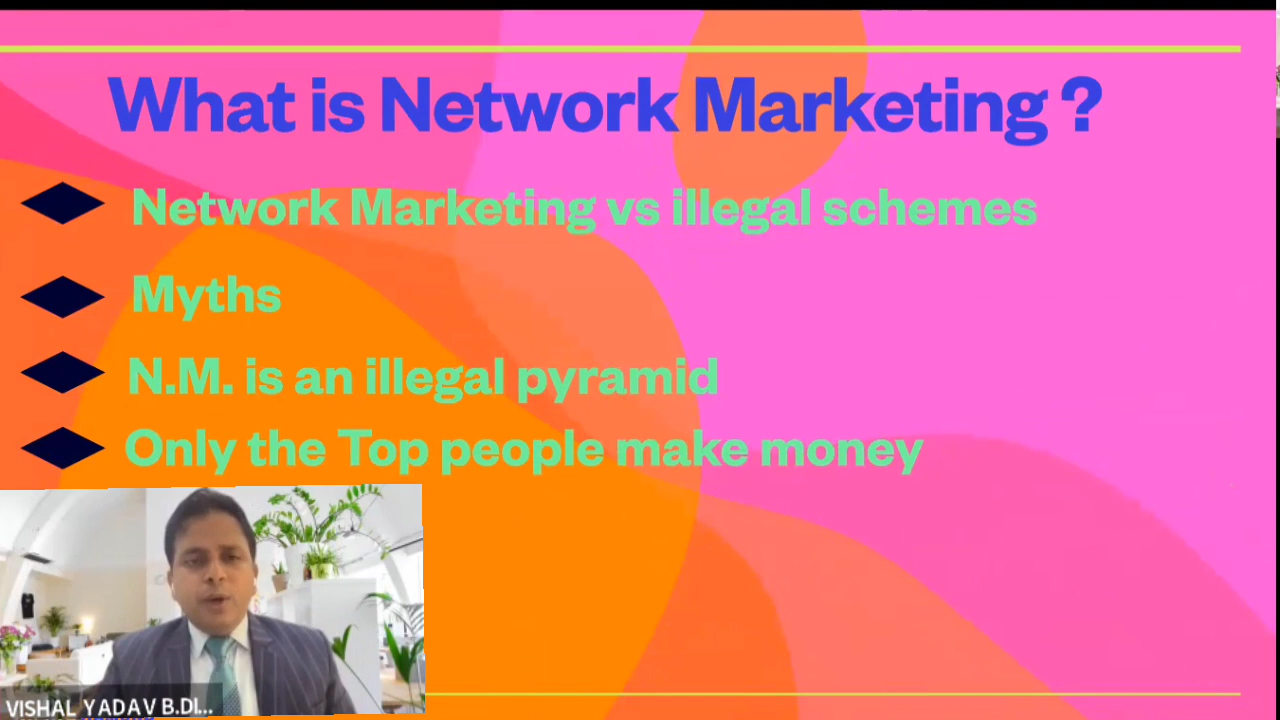 What is Network Marketing ?
Network Marketing vs illegal schemes
Myths
N.M. is an illegal pyramid
Only the Top people make money
VISHAL YADAV B.DI...